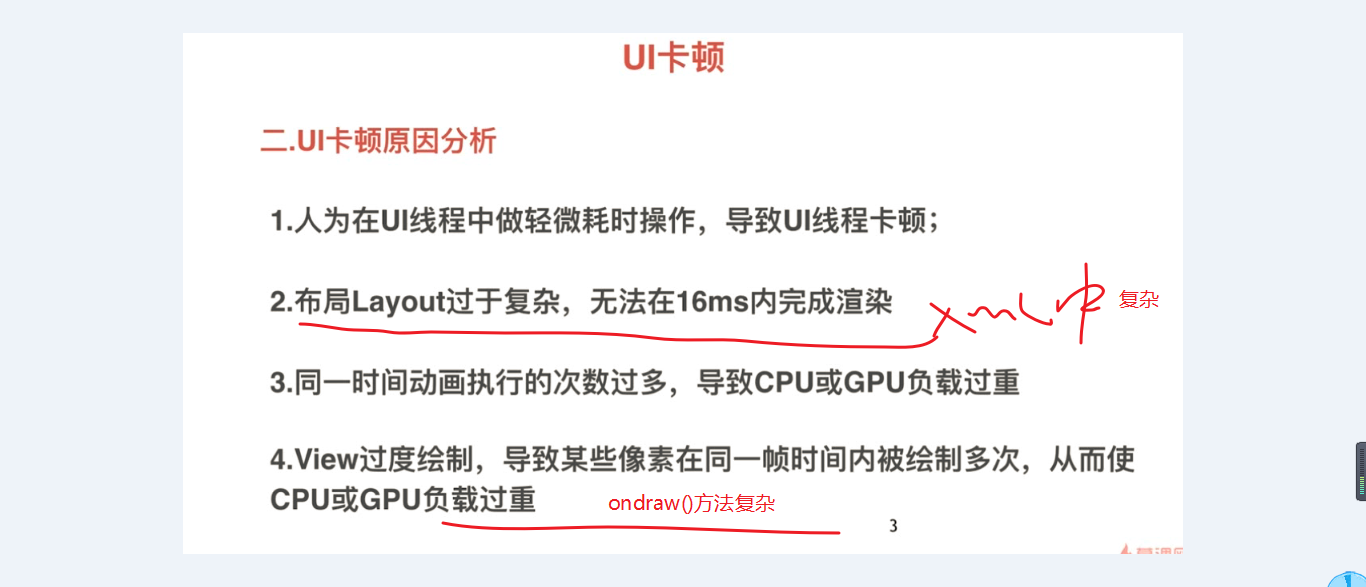 UI卡顿
二.UI卡顿原因分析
1.人为在UI线程中做轻微耗时操作，导致UI线程卡顿；
2.布局Layout过于复杂，无法在16ms内完成渲染
xml中 复杂
3.同一时间动画执行的次数过多，导致CPU或GPU负载过重
4.View过度绘制，导致某些像素在同一帧时间内被绘制多次，从而使
CPU或GPU负载过重
ondraw()方法复杂
3